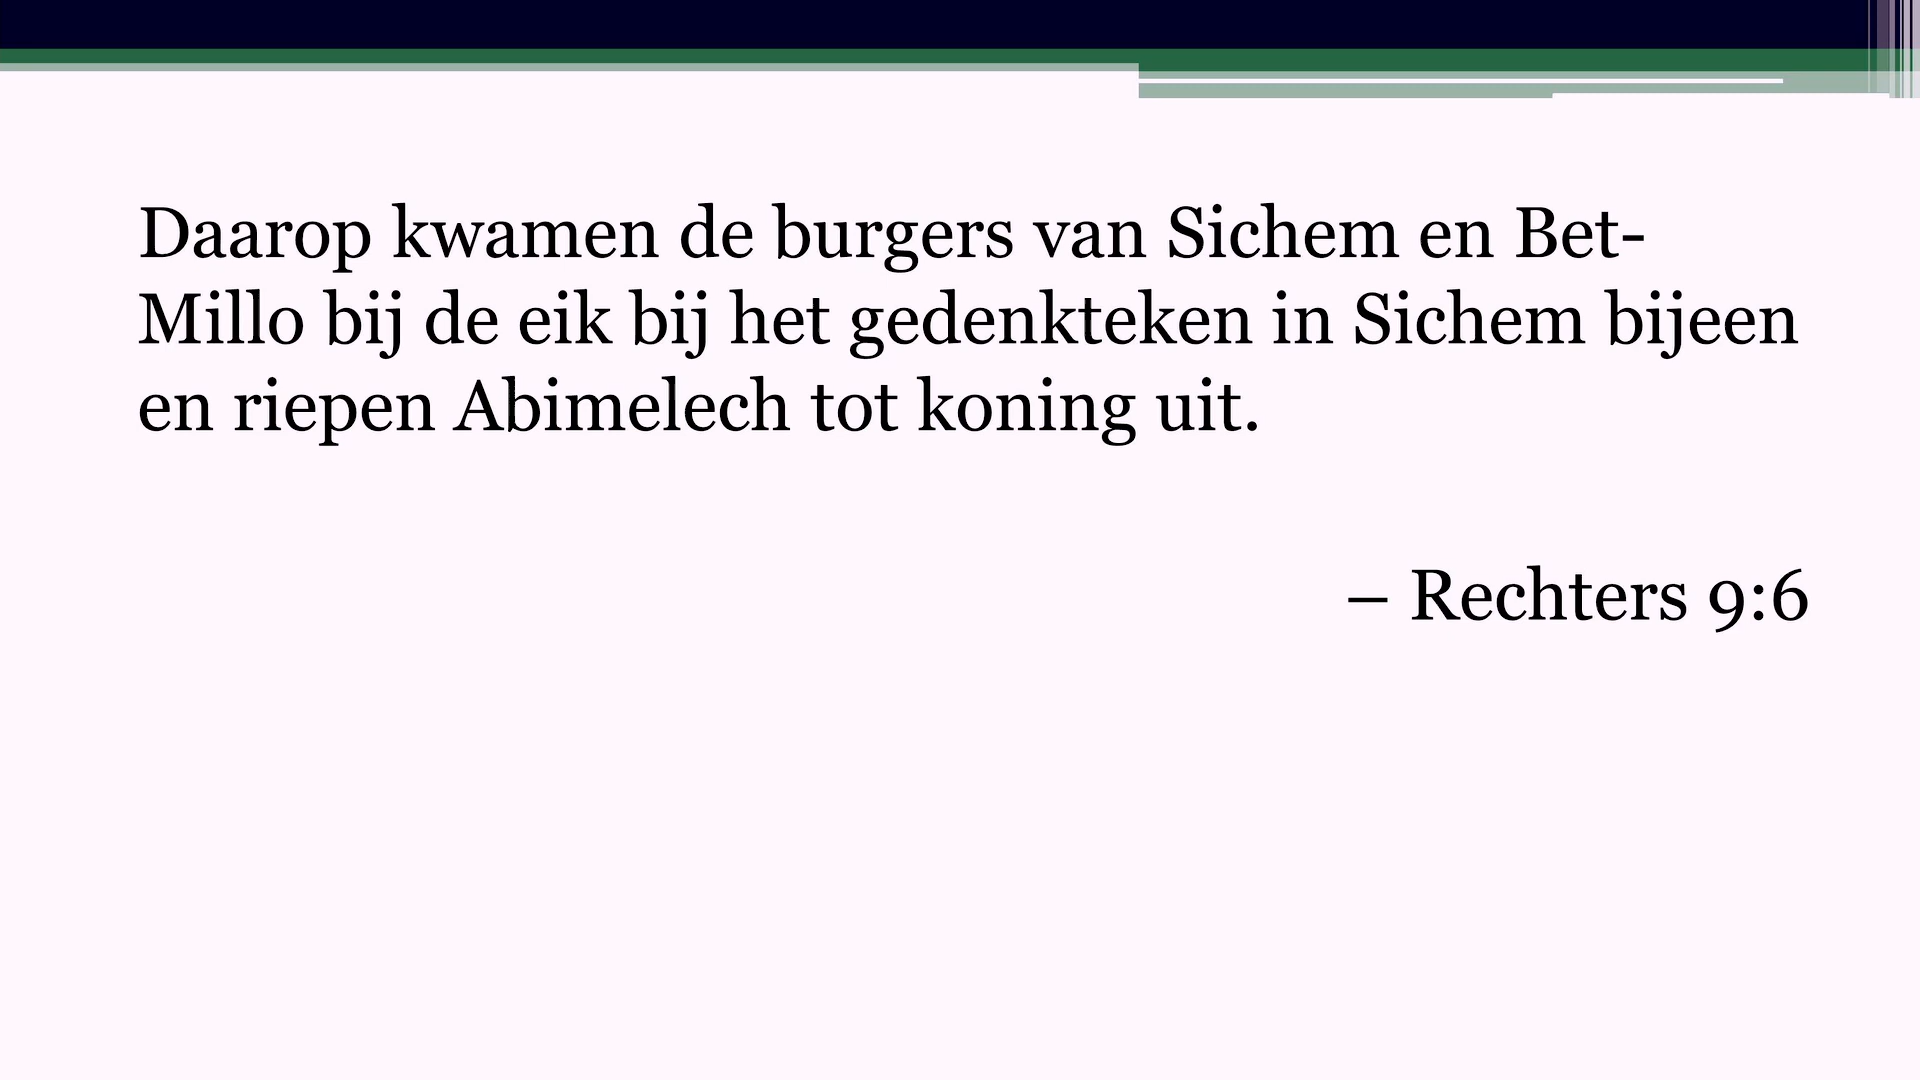 Daarop kwamen de burgers van Sichem en Bet-
Millo bij de eik bij het gedenkteken in Sichem bijeen
en riepen Abimelech tot koning uit.
– Rechters 9:6